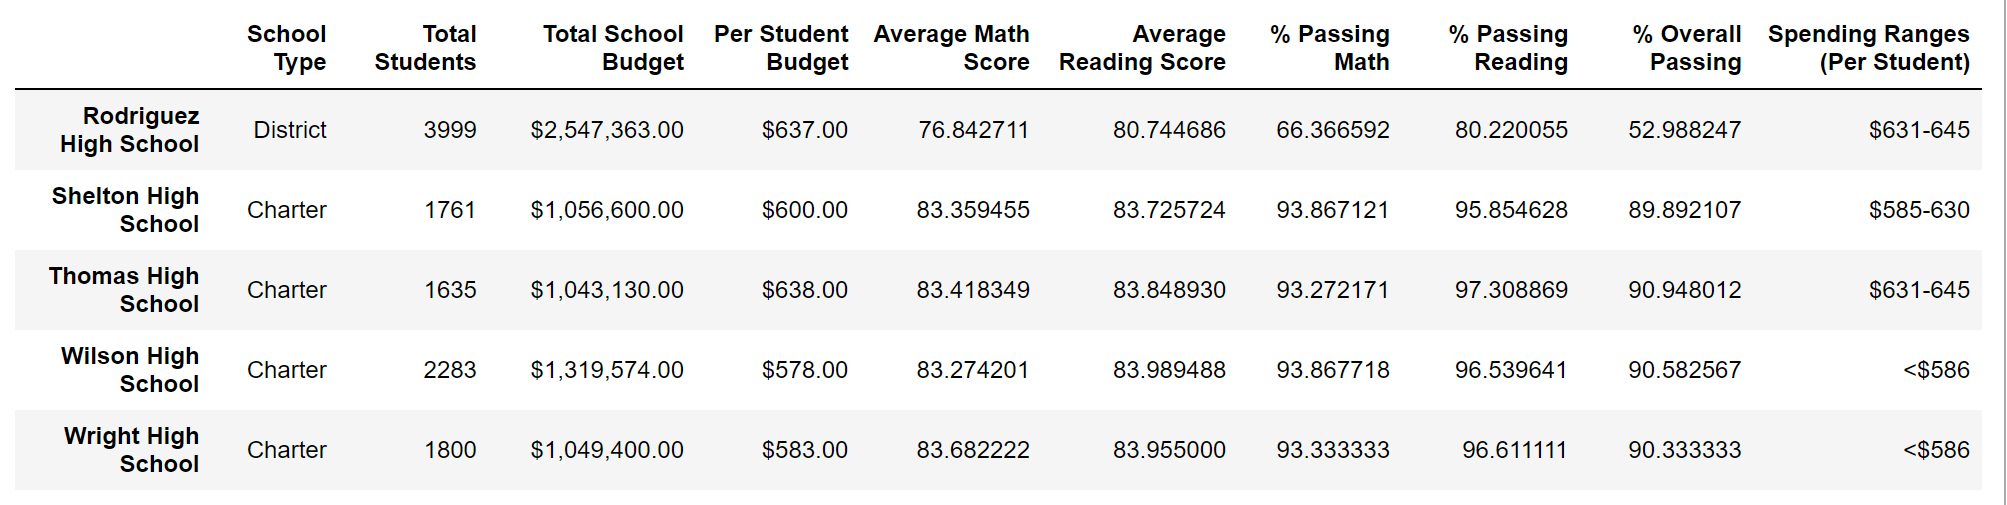 School Total Total School Per Student Average Math Average % Passing % Passing % Overall Spending Ranges
Type Students Budget Budget Score Reading Score Math Reading Passing (Per Student)
Rodriguez
High School District 3999 $2,547,363.00 $637.00 76.842711 80.744686 66.366592 80.220055 52.988247 $631-645
Shelton High
School Charter 1761 $1,056,600.00 $600.00 83.359455 83.725724 93.867121 95.854628 89.892107 $585-630
Thomas High
School Charter 1635 $1,043,130.00 $638.00 83.418349 83.848930 93.272171 97.308869 90.948012 $631-645
Wilson High
School Charter 2283 $1,319,574.00 $578.00 83.274201 83.989488 93.867718 96.539641 90.582567 <$586
Wright High
School Charter 1800 $1,049,400.00 $583.00 83.682222 83.955000 93.333333 96.611111 90.333333 <$586